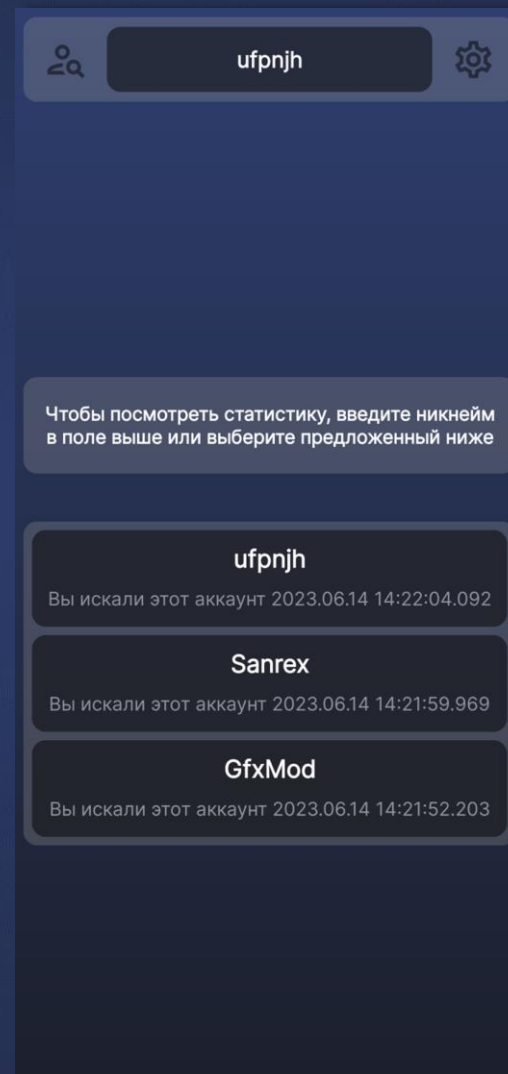 ufpnjh
Чтобы посмотреть статистику, введите никнейм
в поле выше или выберите предложенный ниже
ufpnjh
Вы искали этот аккаунт 2023.06.14 14:22:04.092
Sanrex
Вы искали этот аккаунт 2023.06.14 14:21:59.969
GfxMod
Вы искали этот аккаунт 2023.06.14 14:21:52.203